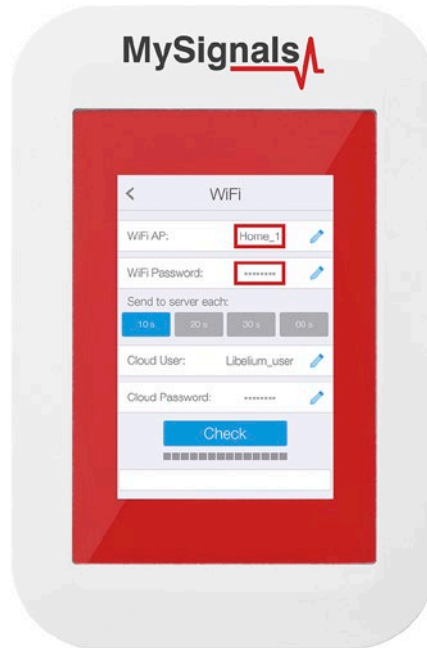 MySignals
< WiFi
WiFi AP: Home_1
WiFi Password: ********
Send to server each:
10 s 20 s 30 s 60 s
Cloud User: Libelium_user
Cloud Password: ********
Check